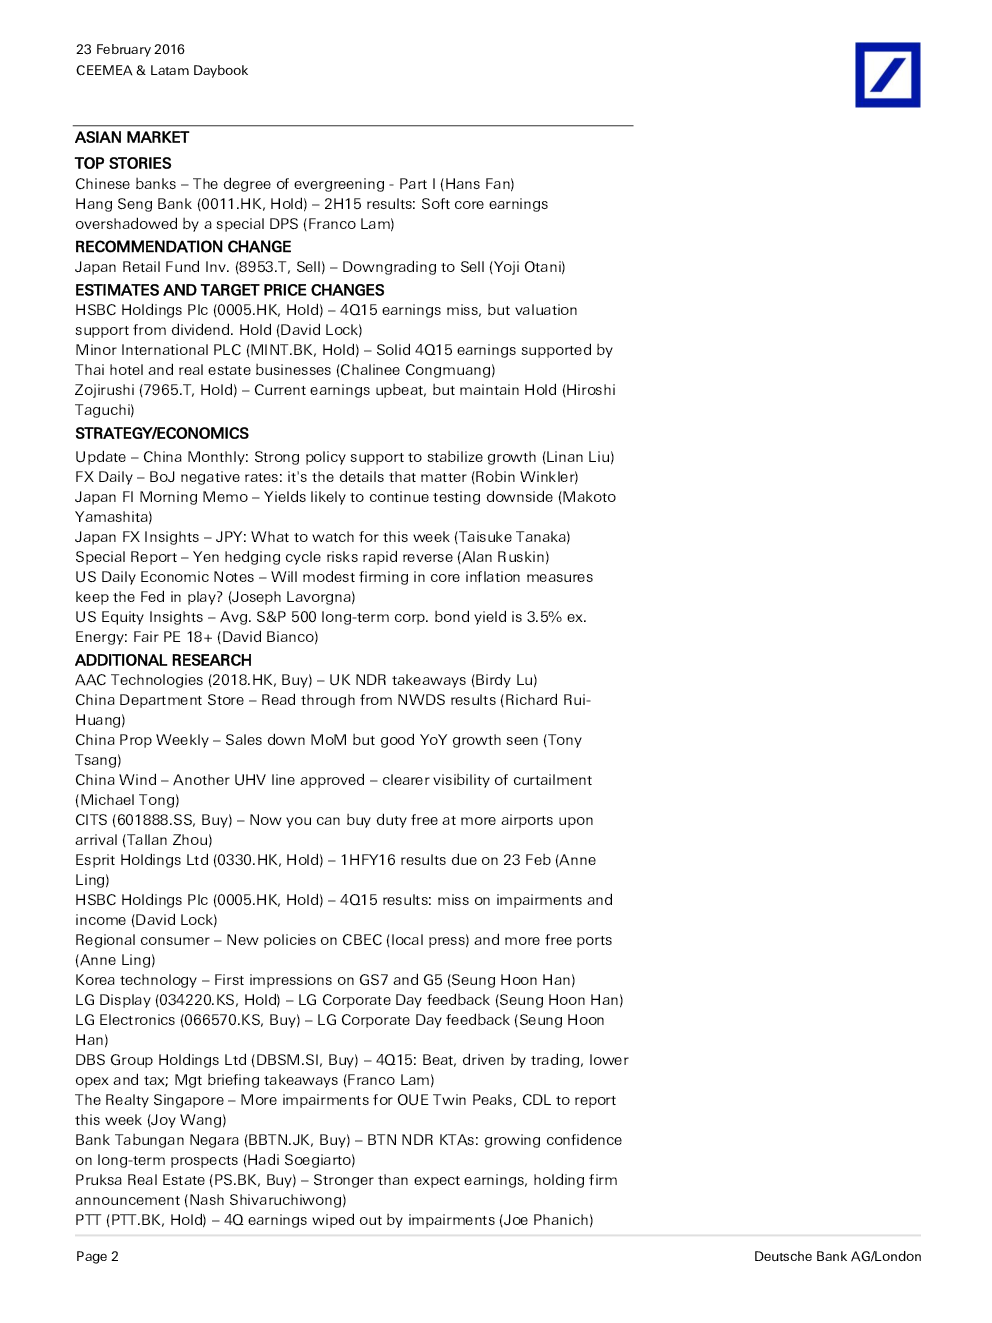 23 February 2016
CEEMEA & Latam Daybook
ASIAN MARKET
TOP STORIES
Chinese banks – The degree of evergreening - Part I (Hans Fan)
Hang Seng Bank (0011.HK, Hold) – 2H15 results: Soft core earnings
overshadowed by a special DPS (Franco Lam)
RECOMMENDATION CHANGE
Japan Retail Fund Inv. (8953.T, Sell) – Downgrading to Sell (Yoji Otani)
ESTIMATES AND TARGET PRICE CHANGES
HSBC Holdings Plc (0005.HK, Hold) – 4Q15 earnings miss, but valuation
support from dividend. Hold (David Lock)
Minor International PLC (MINT.BK, Hold) – Solid 4Q15 earnings supported by
Thai hotel and real estate businesses (Chalinee Congmuang)
Zojirushi (7965.T, Hold) – Current earnings upbeat, but maintain Hold (Hiroshi
Taguchi)
STRATEGY/ECONOMICS
Update – China Monthly: Strong policy support to stabilize growth (Linan Liu)
FX Daily – BoJ negative rates: it's the details that matter (Robin Winkler)
Japan FI Morning Memo – Yields likely to continue testing downside (Makoto
Yamashita)
Japan FX Insights – JPY: What to watch for this week (Taisuke Tanaka)
Special Report – Yen hedging cycle risks rapid reverse (Alan Ruskin)
US Daily Economic Notes – Will modest firming in core inflation measures
keep the Fed in play? (Joseph Lavorgna)
US Equity Insights – Avg. S&P 500 long-term corp. bond yield is 3.5% ex.
Energy: Fair PE 18+ (David Bianco)
ADDITIONAL RESEARCH
AAC Technologies (2018.HK, Buy) – UK NDR takeaways (Birdy Lu)
China Department Store – Read through from NWDS results (Richard Rui-
Huang)
China Prop Weekly – Sales down MoM but good YoY growth seen (Tony
Tsang)
China Wind – Another UHV line approved – clearer visibility of curtailment
(Michael Tong)
CITS (601888.SS, Buy) – Now you can buy duty free at more airports upon
arrival (Tallan Zhou)
Esprit Holdings Ltd (0330.HK, Hold) – 1HFY16 results due on 23 Feb (Anne
Ling)
HSBC Holdings Plc (0005.HK, Hold) – 4Q15 results: miss on impairments and
income (David Lock)
Regional consumer – New policies on CBEC (local press) and more free ports
(Anne Ling)
Korea technology – First impressions on GS7 and G5 (Seung Hoon Han)
LG Display (034220.KS, Hold) – LG Corporate Day feedback (Seung Hoon Han)
LG Electronics (066570.KS, Buy) – LG Corporate Day feedback (Seung Hoon
Han)
DBS Group Holdings Ltd (DBSM.SI, Buy) – 4Q15: Beat, driven by trading, lower
opex and tax; Mgt briefing takeaways (Franco Lam)
The Realty Singapore – More impairments for OUE Twin Peaks, CDL to report
this week (Joy Wang)
Bank Tabungan Negara (BBTN.JK, Buy) – BTN NDR KTAs: growing confidence
on long-term prospects (Hadi Soegiarto)
Pruksa Real Estate (PS.BK, Buy) – Stronger than expect earnings, holding firm
announcement (Nash Shivaruchiwong)
PTT (PTT.BK, Hold) – 4Q earnings wiped out by impairments (Joe Phanich)
Page 2
Deutsche Bank AG/London